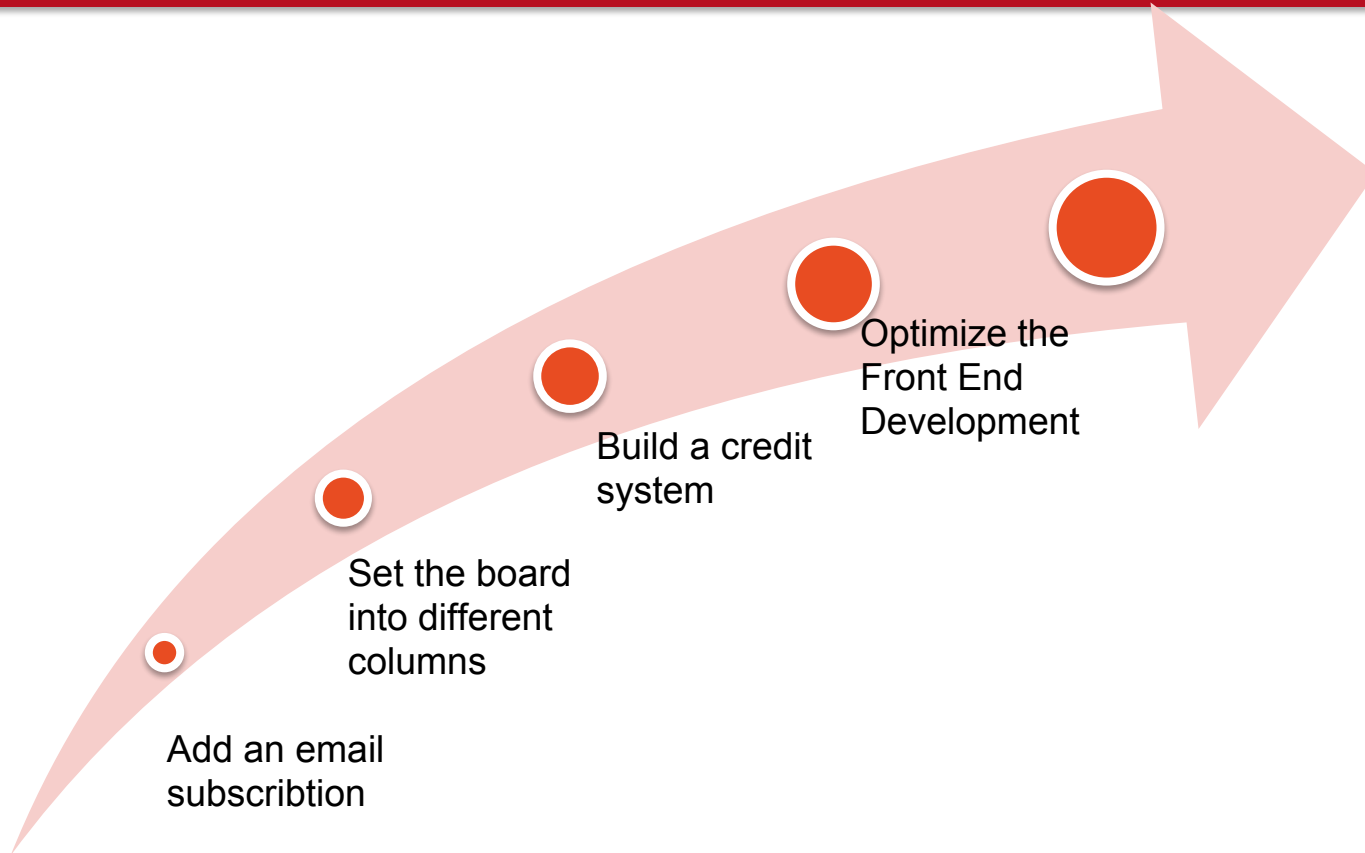 Add an email
subscribtion
Set the board
into different
columns
Build a credit
system
Optimize the
Front End
Development